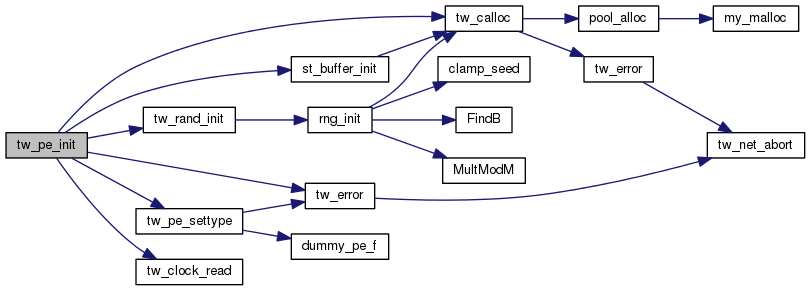 tw_pe_init
tw_calloc
st_buffer_init
tw_rand_init
tw_error
tw_pe_settype
tw_clock_read
rng_init
dummy_pe_f
clamp_seed
FindB
MultModM
pool_alloc
tw_error
my_malloc
tw_net_abort